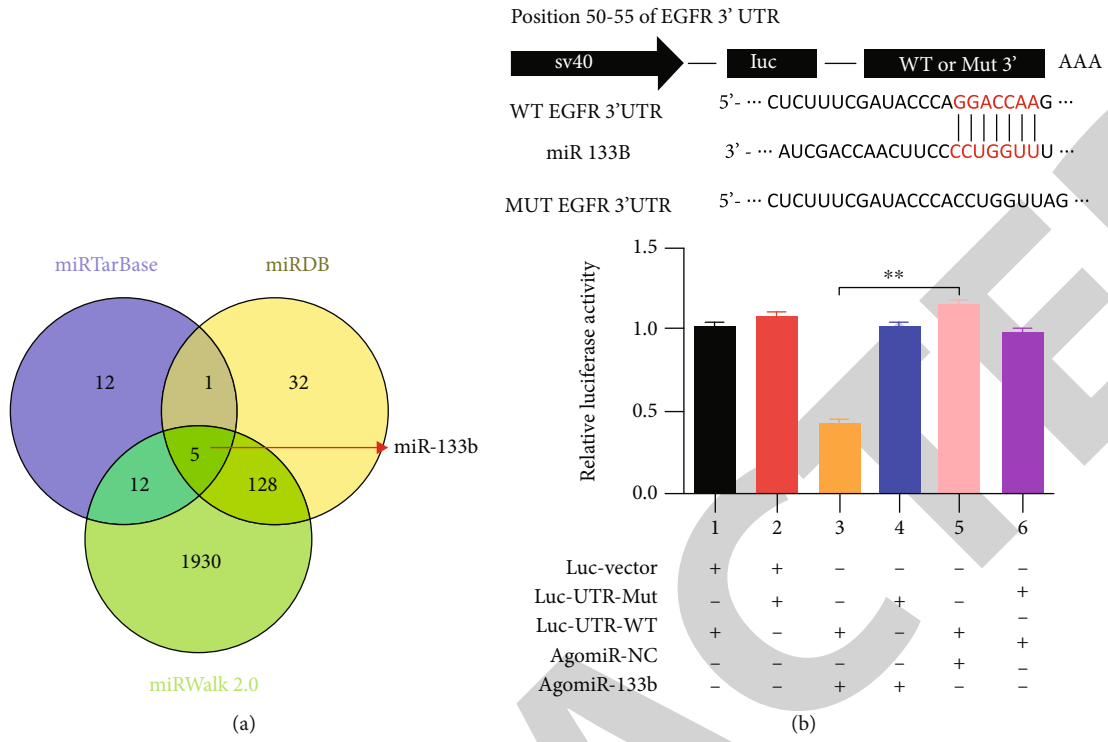 miRTarBase
miRDB
12
1
32
5
miR-133b
12
128
1930
miRWalk 2.0
(a)
Position 50-55 of EGFR 3' UTR
sv40
Iuc
WT or Mut 3'
AAA
WT EGFR 3'UTR
5'- ··· CUCUUUCGAUACCCAGGACCAAG ···
miR 133B
3' - ··· AUCGACCAACUUCCCCUGGUUU ···
MUT EGFR 3'UTR
5'- ··· CUCUUUCGAUACCCACCUGGUUAG ···
Relative luciferase activity
1.5
1.0
0.5
0.0
**
1 2 3 4 5 6
Luc-vector + + – – – –
Luc-UTR-Mut – + – + – +
Luc-UTR-WT + – + – + –
AgomiR-NC – – – – + +
AgomiR-133b – – + + – –
(b)